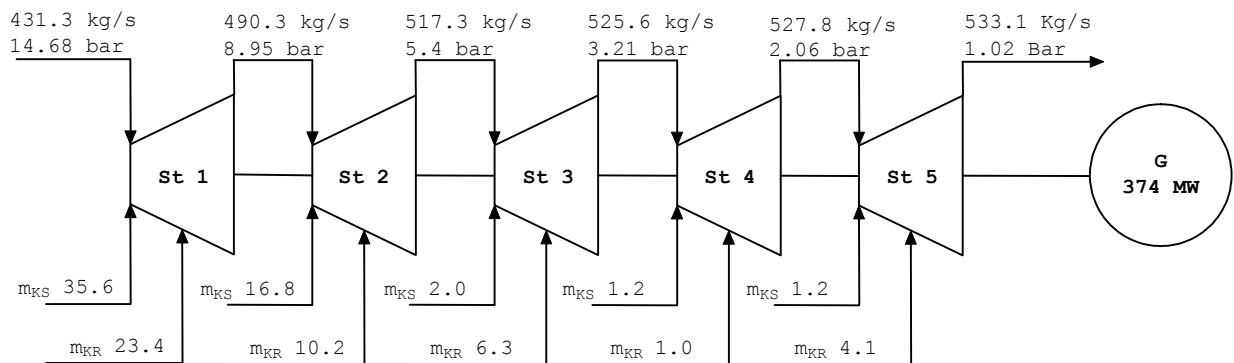 431.3 kg/s
14.68 bar
490.3 kg/s
8.95 bar
517.3 kg/s
5.4 bar
525.6 kg/s
3.21 bar
527.8 kg/s
2.06 bar
533.1 Kg/s
1.02 Bar
St 1
St 2
St 3
St 4
St 5
G
374 MW
mKS 35.6
mKS 16.8
mKS 2.0
mKS 1.2
mKS 1.2
mKR 23.4
mKR 10.2
mKR 6.3
mKR 1.0
mKR 4.1